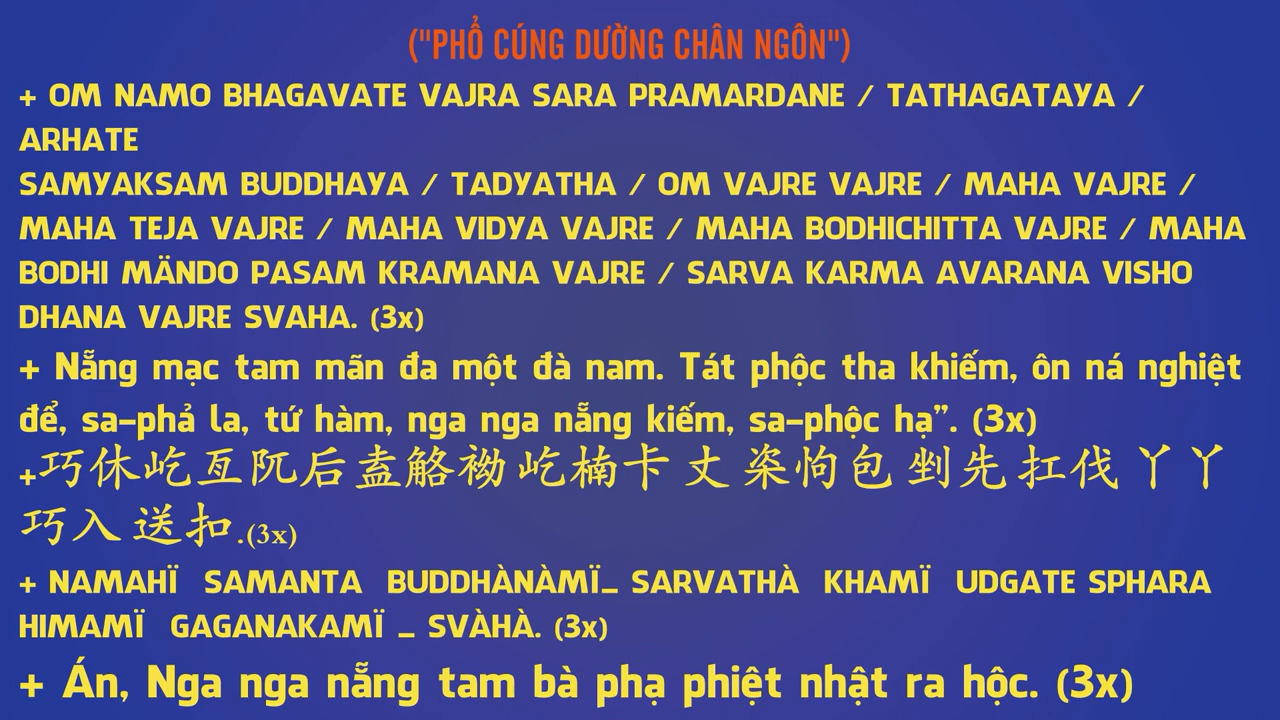 ("PHỔ CÚNG DƯỜNG CHÂN NGÔN")
+ OM NAMO BHAGAVATE VAJRA SARA PRAMARDANE / TATHAGATAYA /
ARHATE
SAMYAKSAM BUDDHAYA / TADYATHA / OM VAJRE VAJRE / MAHA VAJRE /
MAHA TEJA VAJRE / MAHA VIDYA VAJRE / MAHA BODHICHITTA VAJRE / MAHA
BODHI MÄNDO PASAM KRAMANA VAJRE / SARVA KARMA AVARANA VISHO
DHANA VAJRE SVAHA. (3x)
+ Nẵng mạc tam mãn đa một đà nam. Tát phộc tha khiếm, ôn ná nghiệt
để, sa-phả la, tứ hàm, nga nga nẵng kiếm, sa-phộc hạ”. (3x)
+巧休屹亙阢后盍觡袎屹楠卡丈 桼怐包 剉先 扛伐 丫丫
巧入 送扣.(3x)
+ NAMAHÏ SAMANTA BUDDHÀNÀMÏ_ SARVATHÀ KHAMÏ UDGATE SPHARA
HIMAMÏ GAGANAKAMÏ _ SVÀHÀ. (3x)
+ Án, Nga nga nẵng tam bà phạ phiệt nhật ra hộc. (3x)